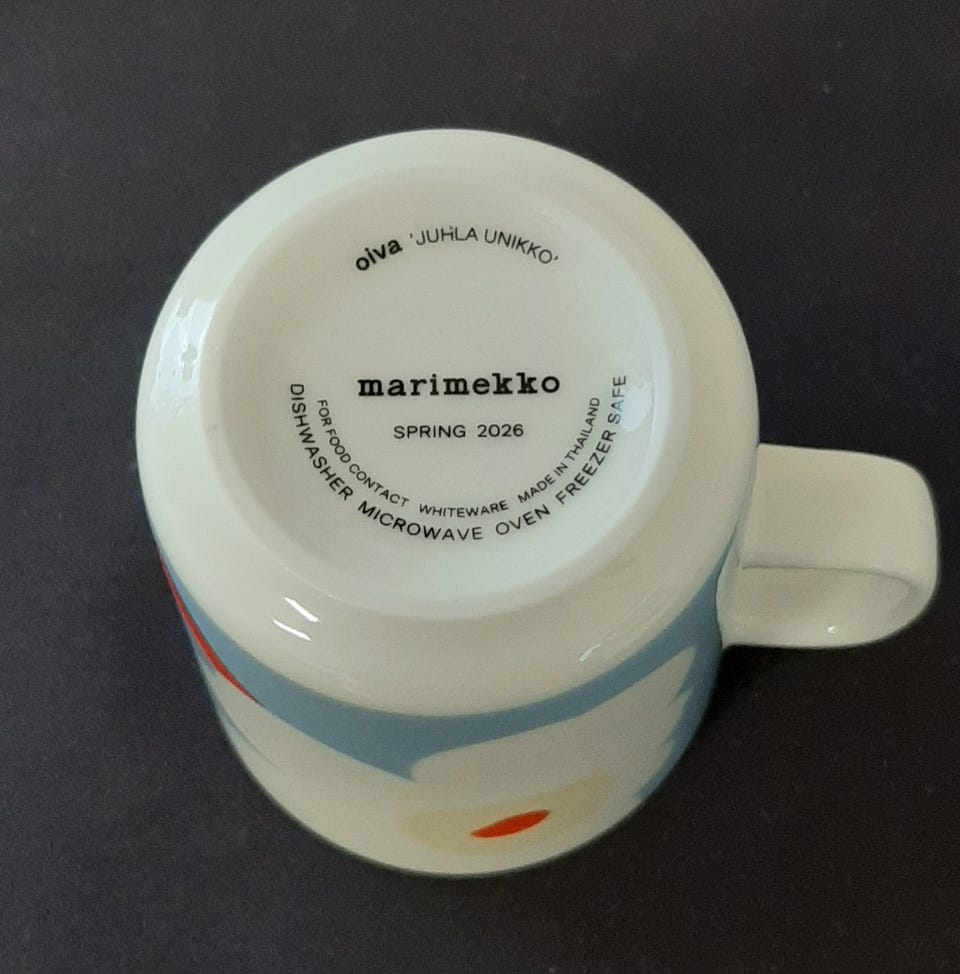 oiva 'JUHLA UNIKKO'
marimekko
SPRING 2026
FOR FOOD CONTACT WHITEWARE MADE IN THAILAND
DISHWASHER MICROWAVE OVEN FREEZER SAFE